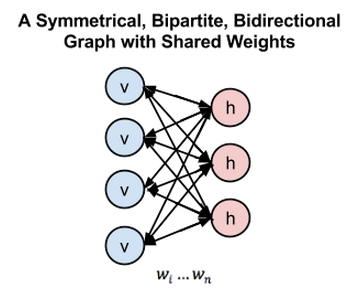 A Symmetrical, Bipartite, Bidirectional
Graph with Shared Weights
v
h
v
h
v
h
v
wᵢ ... wₙ